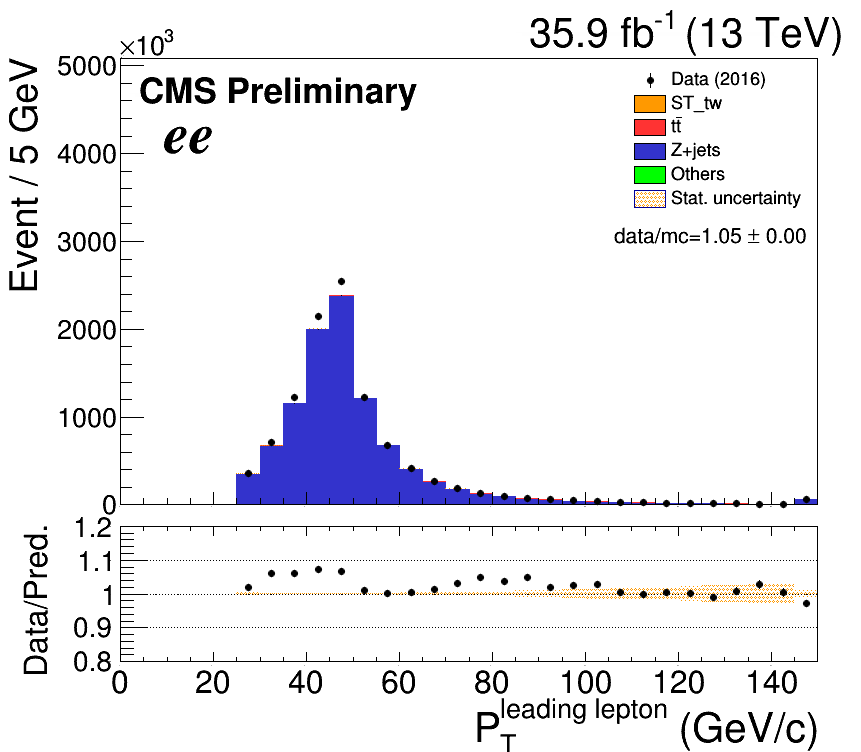 35.9 fb⁻¹ (13 TeV)
×10³
CMS Preliminary
ee
Data (2016)
ST_tw
tt̄
Z+jets
Others
Stat. uncertainty
data/mc=1.05 ± 0.00
Event / 5 GeV
5000
4000
3000
2000
1000
0
Data/Pred.
1.2
1.1
1
0.9
0.8
0 20 40 60 80 100 120 140
P_T^leading lepton (GeV/c)